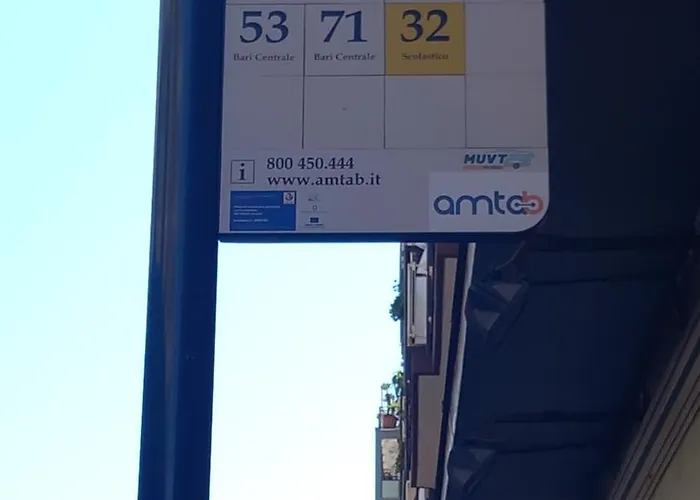 53 71 32
Bari Centrale Bari Centrale Scolastico
MUVT
i 800 450.444
www.amtab.it
amtab